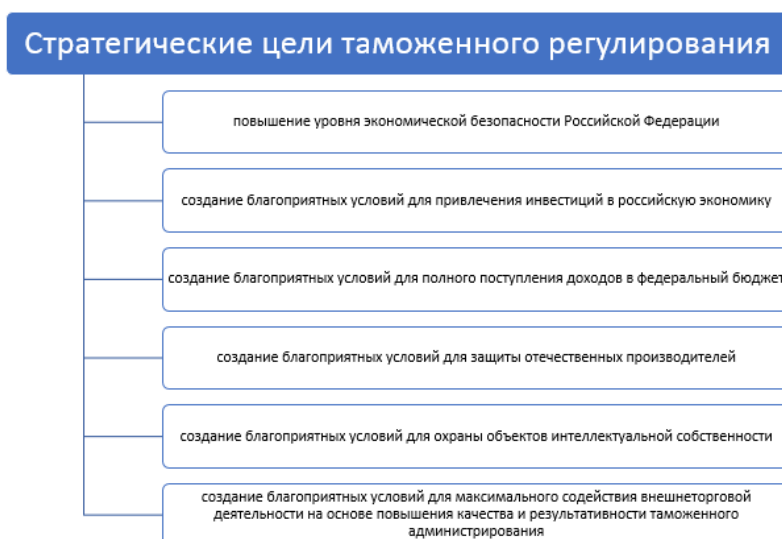 Стратегические цели таможенного регулирования
повышение уровня экономической безопасности Российской Федерации
создание благоприятных условий для привлечения инвестиций в российскую экономику
создание благоприятных условий для полного поступления доходов в федеральный бюджет
создание благоприятных условий для защиты отечественных производителей
создание благоприятных условий для охраны объектов интеллектуальной собственности
создание благоприятных условий для максимального содействия внешнеторговой
деятельности на основе повышения качества и результативности таможенного
администрирования